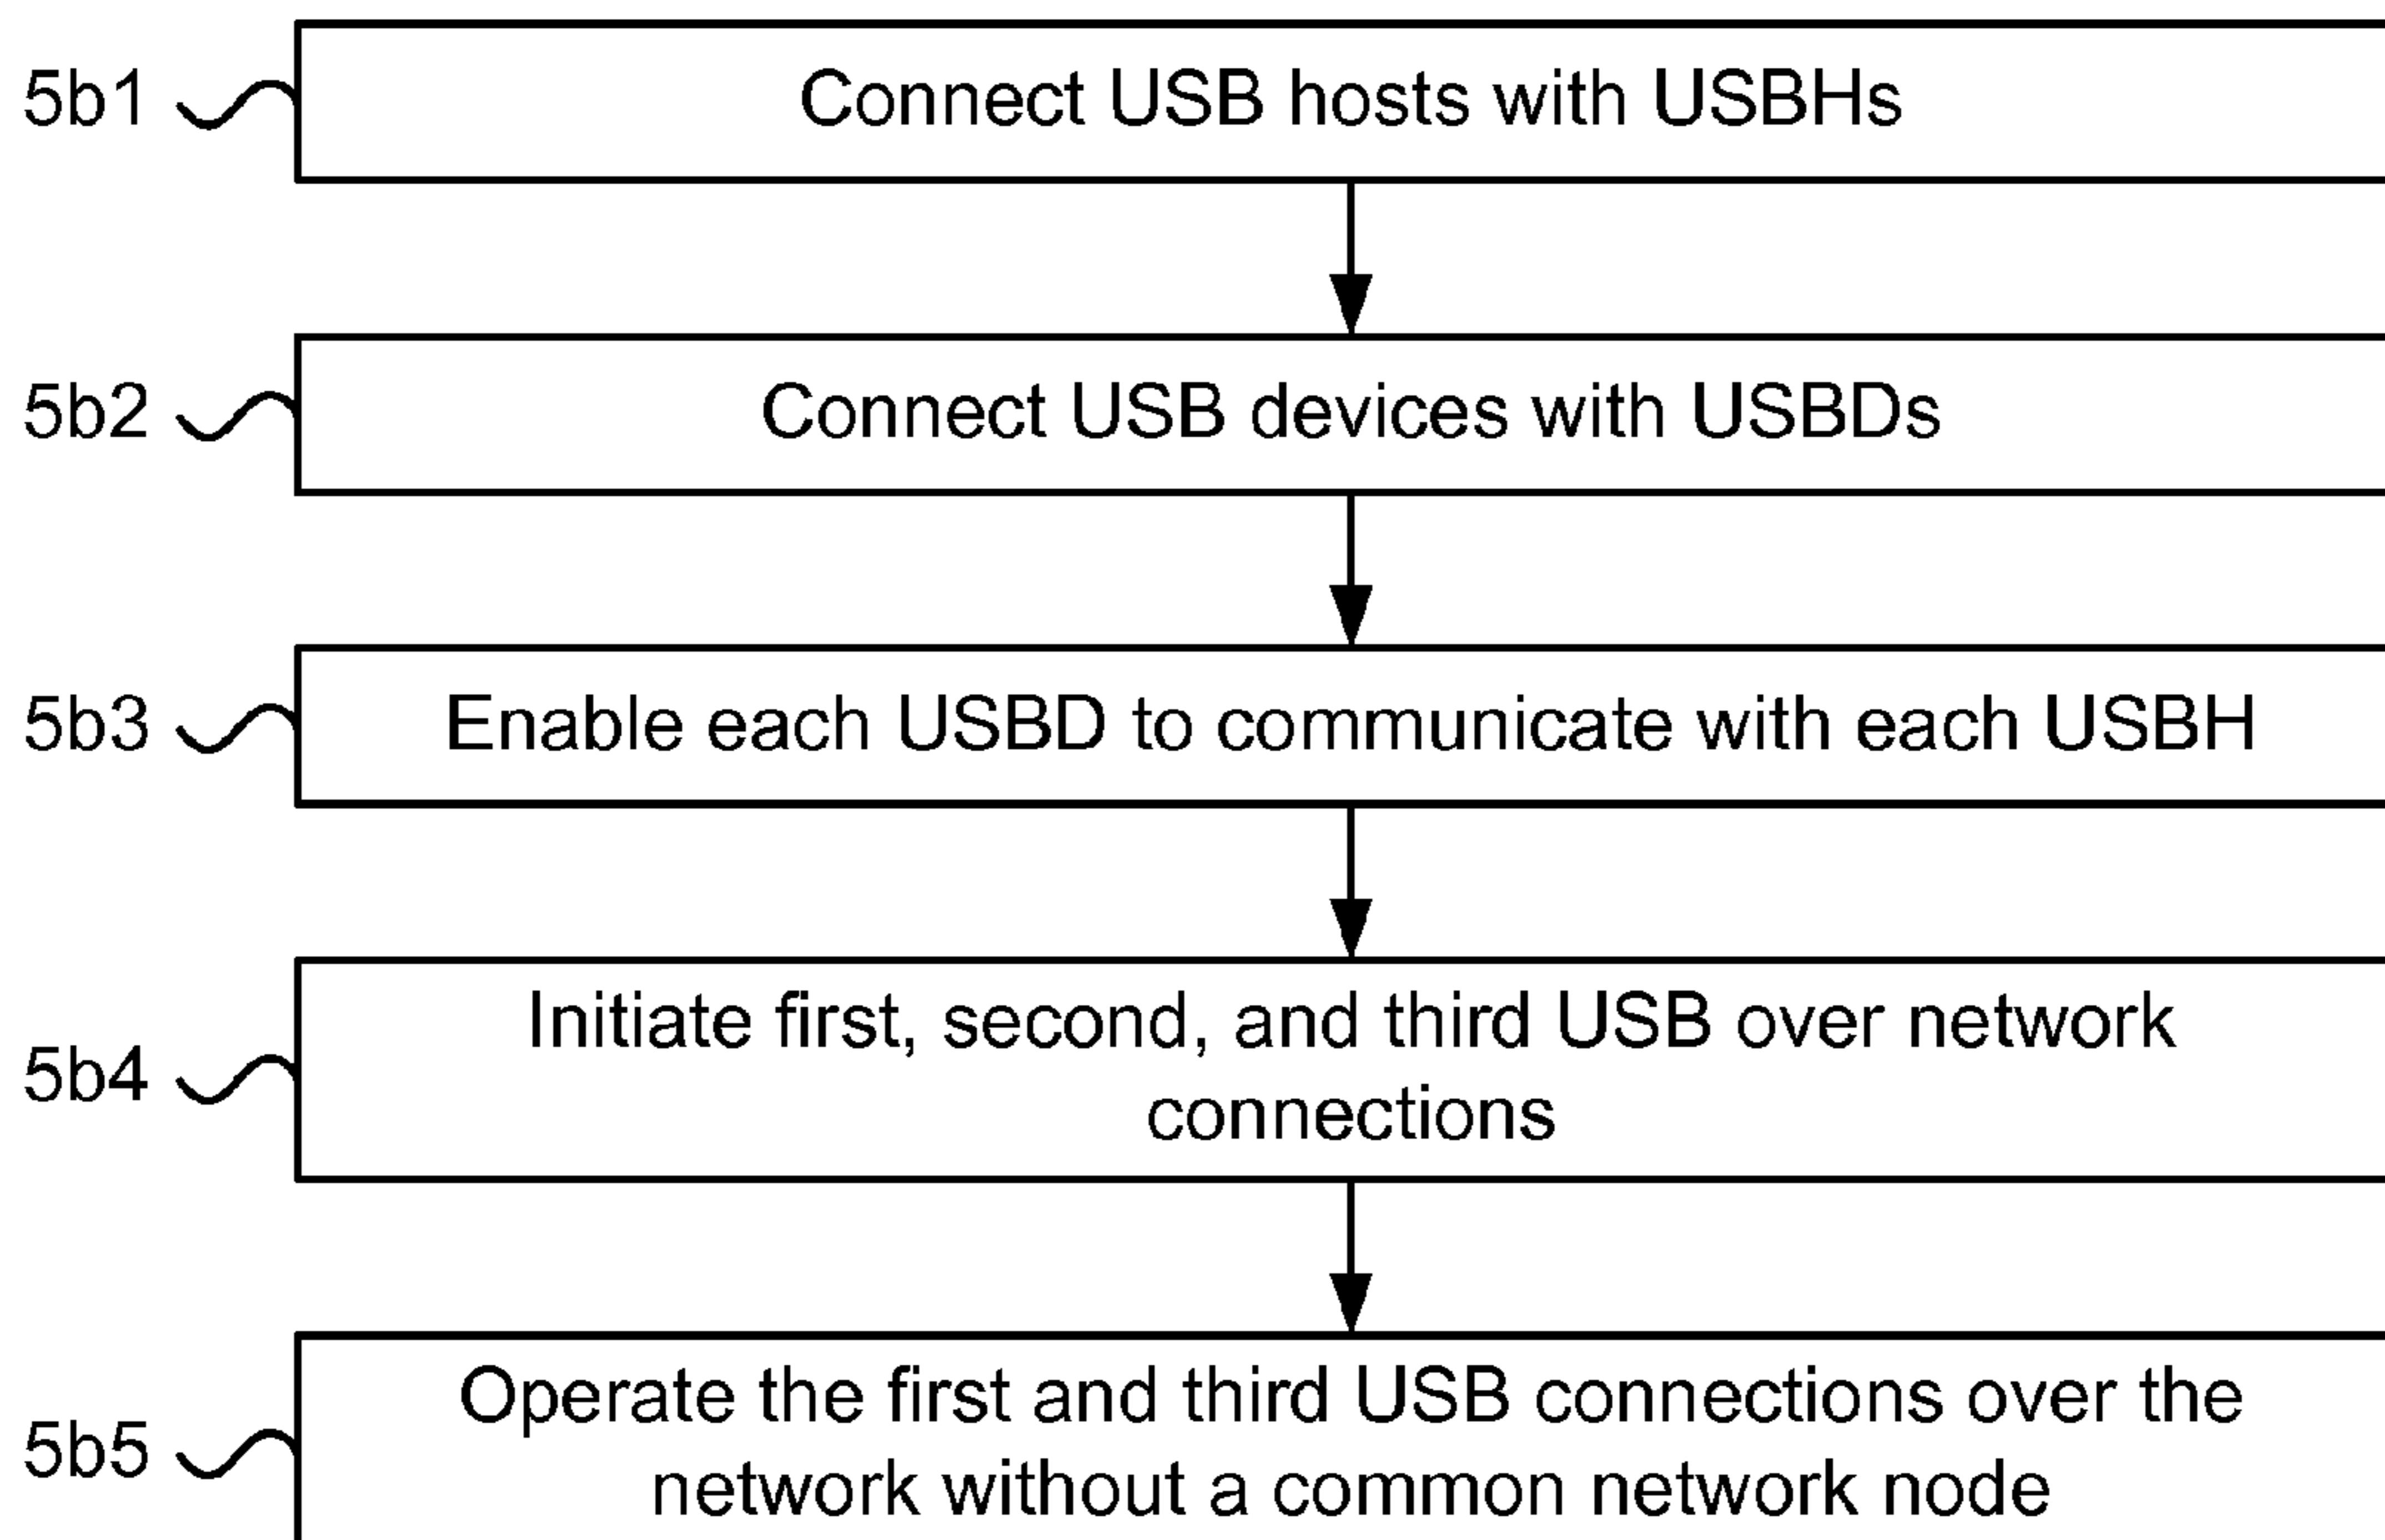 5b1 Connect USB hosts with USBHs
5b2 Connect USB devices with USBDs
5b3 Enable each USBD to communicate with each USBH
Initiate first, second, and third USB over network
5b4
connections
Operate the first and third USB connections over the
5b5
network without a common network node